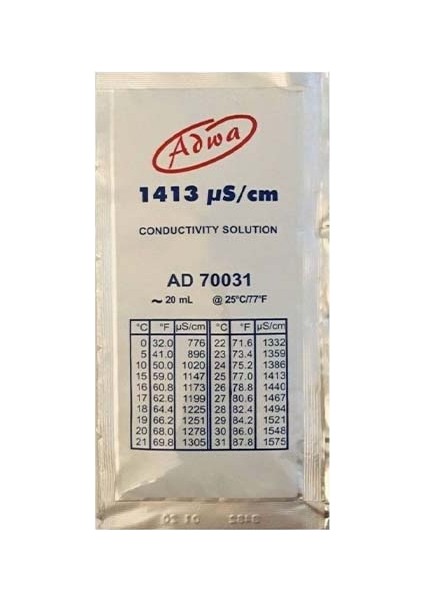 Adwa
1413 µS/cm
CONDUCTIVITY SOLUTION
AD 70031
~ 20 mL @ 25°C/77°F
°C °F µS/cm °C °F µS/cm
0 32.0 776 22 71.6 1332
5 41.0 896 23 73.4 1359
10 50.0 1020 24 75.2 1386
15 59.0 1147 25 77.0 1413
16 60.8 1173 26 78.8 1440
17 62.6 1199 27 80.6 1467
18 64.4 1225 28 82.4 1494
19 66.2 1251 29 84.2 1521
20 68.0 1278 30 86.0 1548
21 69.8 1305 31 87.8 1575